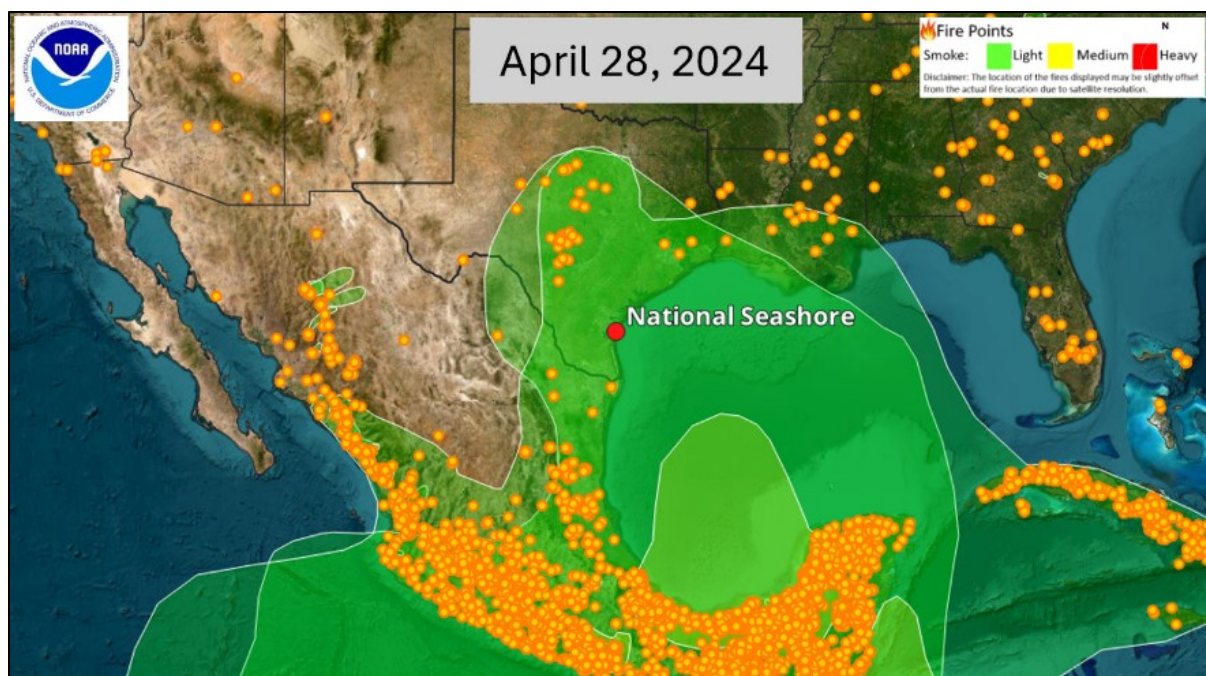 NATIONAL OCEANIC AND ATMOSPHERIC ADMINISTRATION
NOAA
U.S. DEPARTMENT OF COMMERCE
April 28, 2024
N
Fire Points
Smoke: Light Medium Heavy
Disclaimer: The location of the fires displayed may be slightly offset
from the actual fire location due to satellite resolution.
National Seashore